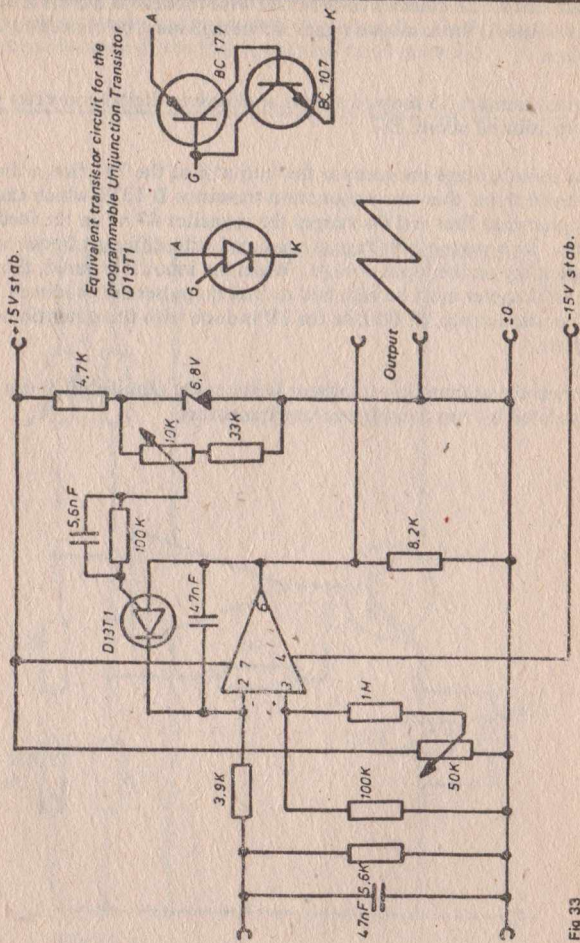 +15V stab.
Equivalent transistor circuit for the
programmable Unijunction Transistor
D13T1
A
BC 177
G
BC 107
K
G
A
K
4,7K
6,8V
10K
33K
5,6nF
100K
D13T1
47nF
Output
2
7
6
3
4
8.2K
3,9K
1M
50K
100K
5,6K
47nF
±0
-15V stab.
Fig 33